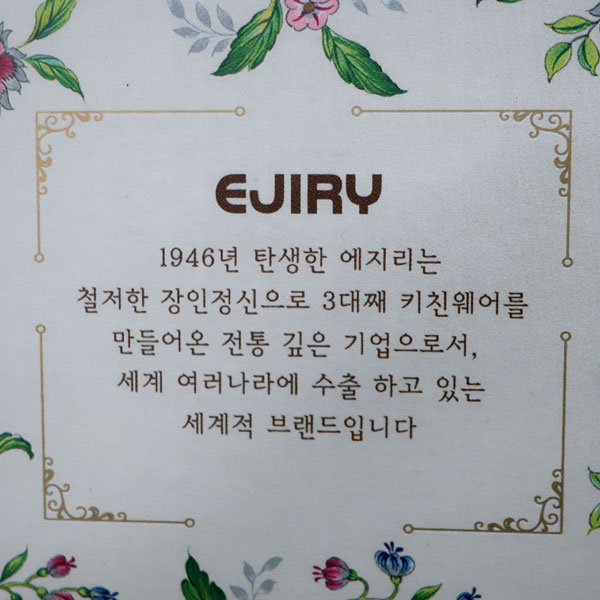 EJIRY
1946년 탄생한 에지리는
철저한 장인정신으로 3대째 키친웨어를
만들어온 전통 깊은 기업으로서,
세계 여러나라에 수출 하고 있는
세계적 브랜드입니다